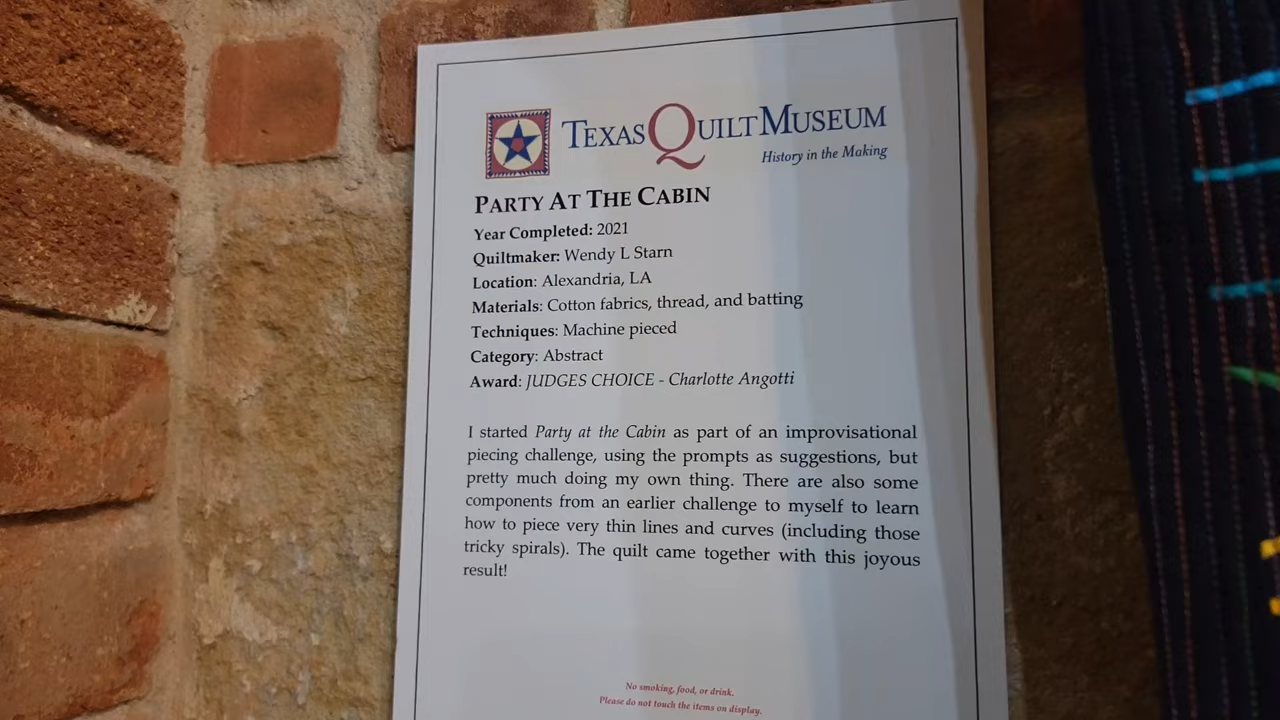 TEXAS QUILT MUSEUM
History in the Making
PARTY AT THE CABIN
Year Completed: 2021
Quiltmaker: Wendy L Starn
Location: Alexandria, LA
Materials: Cotton fabrics, thread, and batting
Techniques: Machine pieced
Category: Abstract
Award: JUDGES CHOICE - Charlotte Angotti
I started Party at the Cabin as part of an improvisational
piecing challenge, using the prompts as suggestions, but
pretty much doing my own thing. There are also some
components from an earlier challenge to myself to learn
how to piece very thin lines and curves (including those
tricky spirals). The quilt came together with this joyous
result!
No smoking, food, or drink.
Please do not touch the items on display.